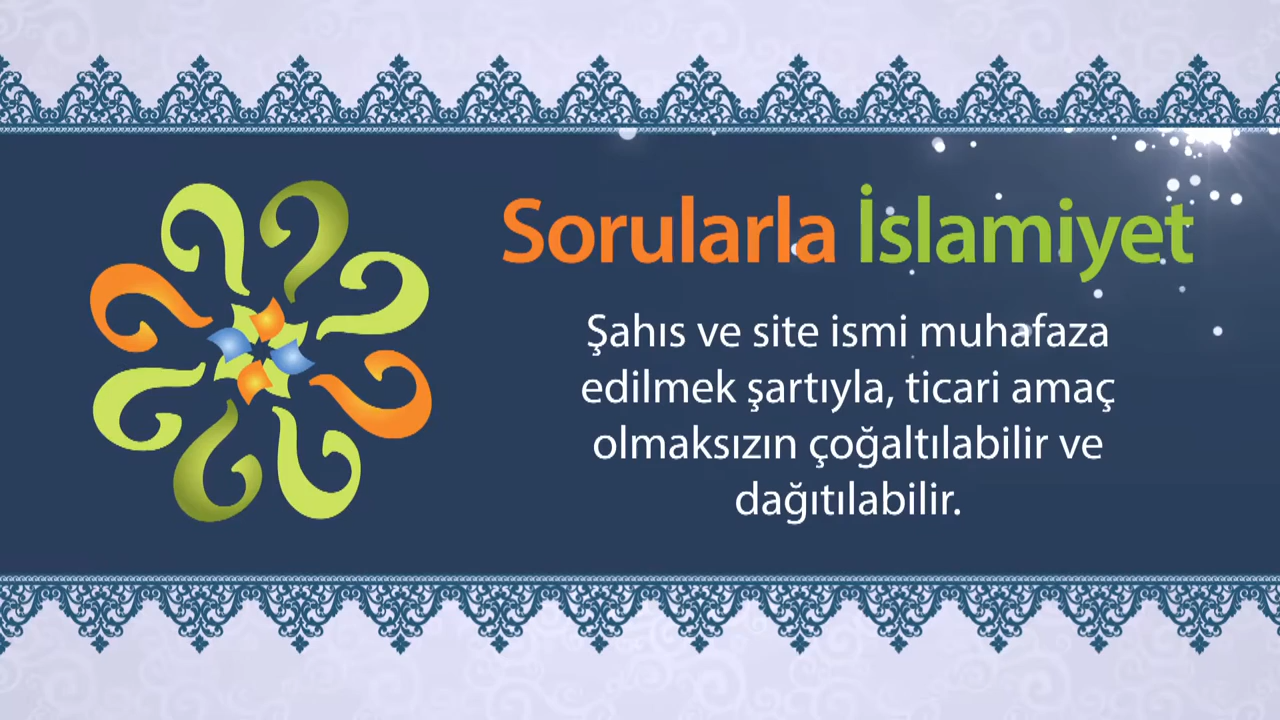 Sorularla İslamiyet
Şahıs ve site ismi muhafaza
edilmek şartıyla, ticari amaç
olmaksızın çoğaltılabilir ve
dağıtılabilir.